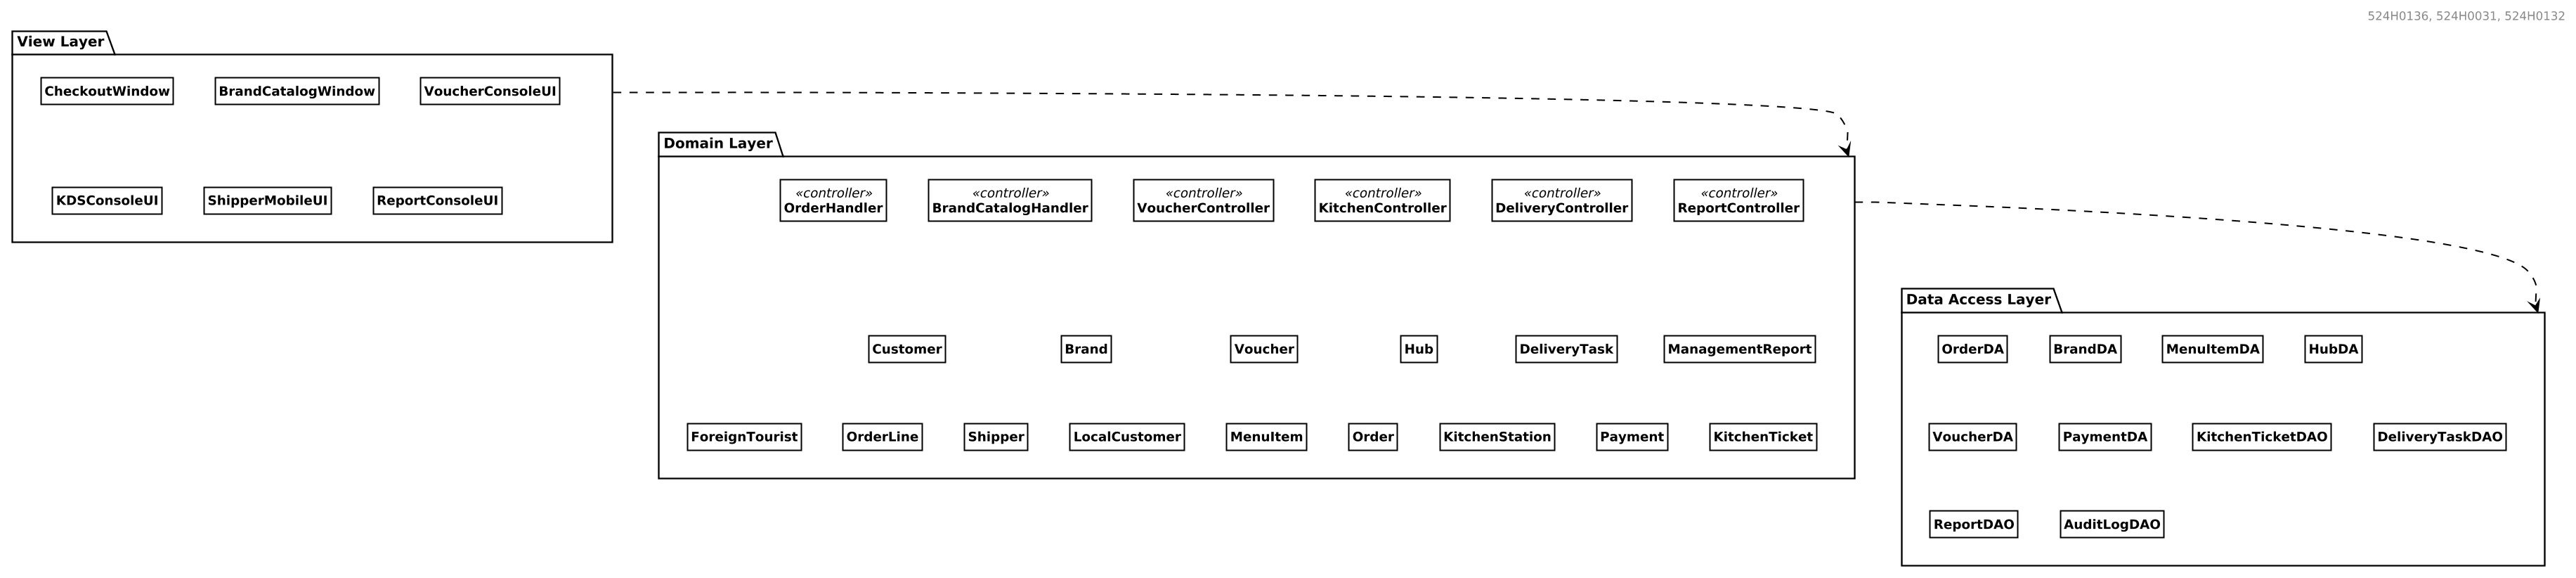 524H0136, 524H0031, 524H0132
View Layer
CheckoutWindow
BrandCatalogWindow
VoucherConsoleUI
KDSConsoleUI
ShipperMobileUI
ReportConsoleUI
Domain Layer
«controller»
OrderHandler
«controller»
BrandCatalogHandler
«controller»
VoucherController
«controller»
KitchenController
«controller»
DeliveryController
«controller»
ReportController
Customer
Brand
Voucher
Hub
DeliveryTask
ManagementReport
ForeignTourist
OrderLine
Shipper
LocalCustomer
MenuItem
Order
KitchenStation
Payment
KitchenTicket
Data Access Layer
OrderDA
BrandDA
MenuItemDA
HubDA
VoucherDA
PaymentDA
KitchenTicketDAO
DeliveryTaskDAO
ReportDAO
AuditLogDAO